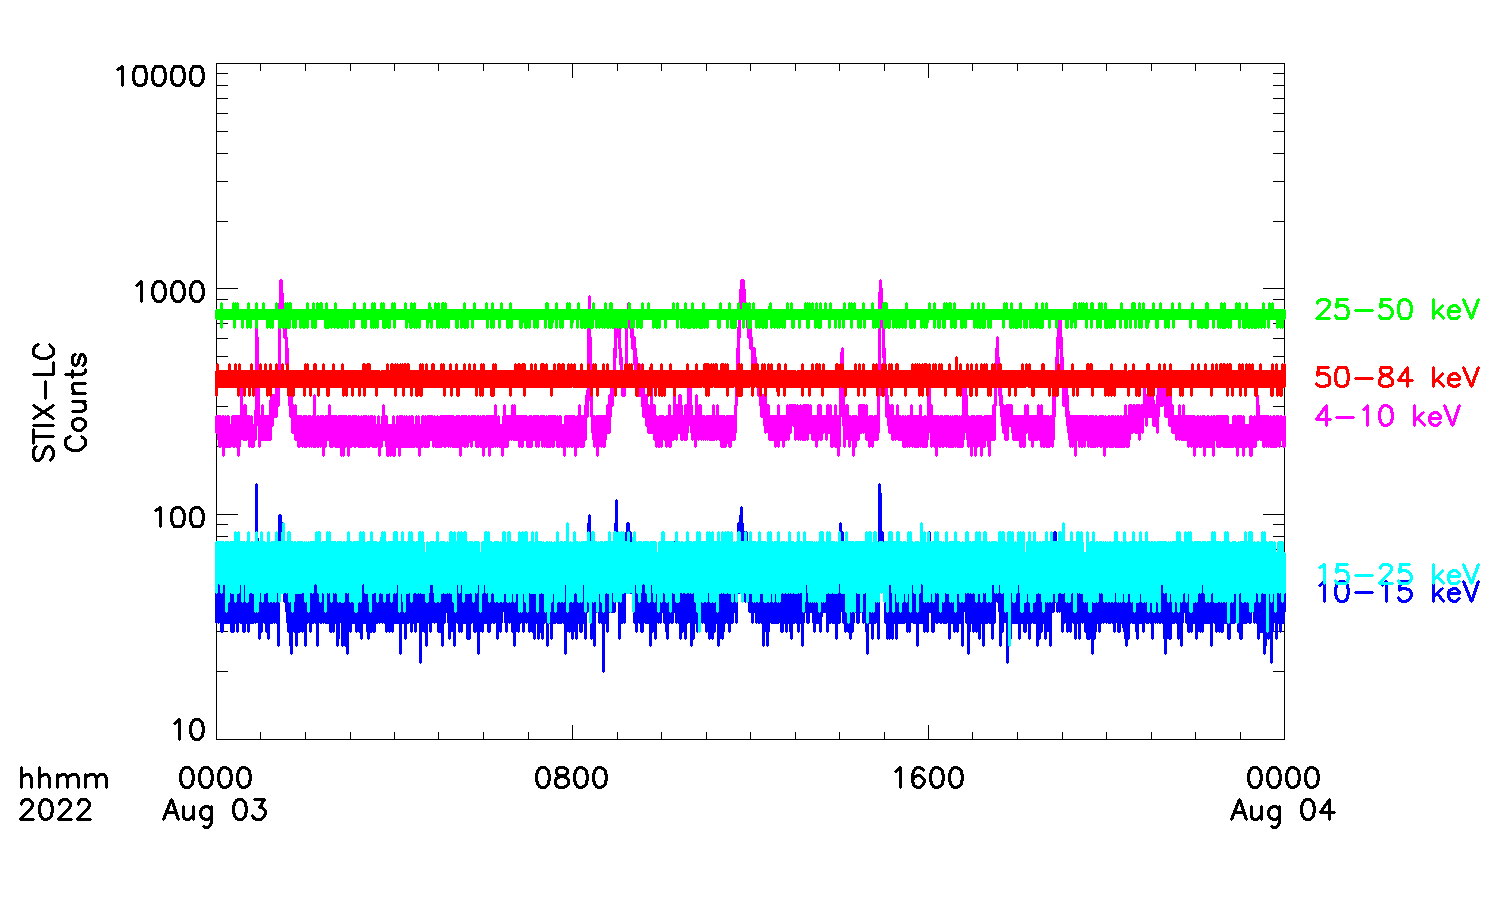 10000
1000
100
10
STIX-LC
Counts
25-50 keV
50-84 keV
4-10 keV
15-25 keV
10-15 keV
hhmm 0000 0800 1600 0000
2022 Aug 03 Aug 04